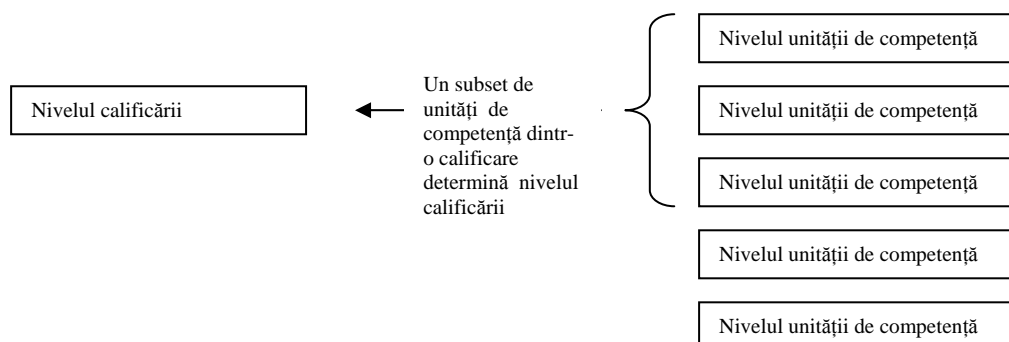 Nivelul calificării
Un subset de
unități de
competență dintr-
o calificare
determină nivelul
calificării
Nivelul unității de competență
Nivelul unității de competență
Nivelul unității de competență
Nivelul unității de competență
Nivelul unității de competență